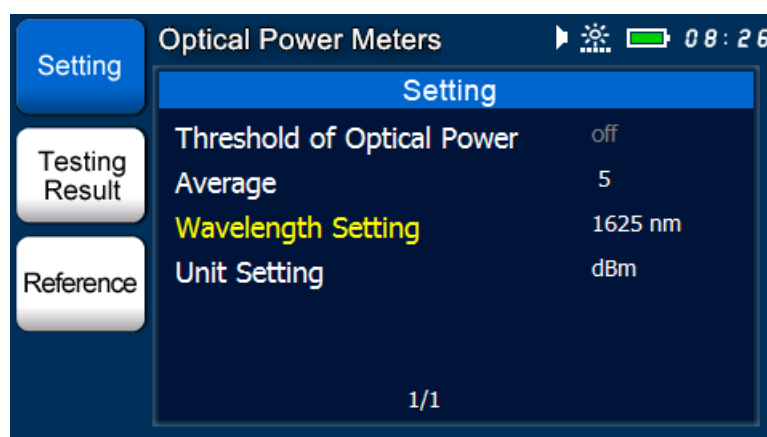 Setting
Testing
Result
Reference
Optical Power Meters 08:26
Setting
Threshold of Optical Power off
Average 5
Wavelength Setting 1625 nm
Unit Setting dBm
1/1